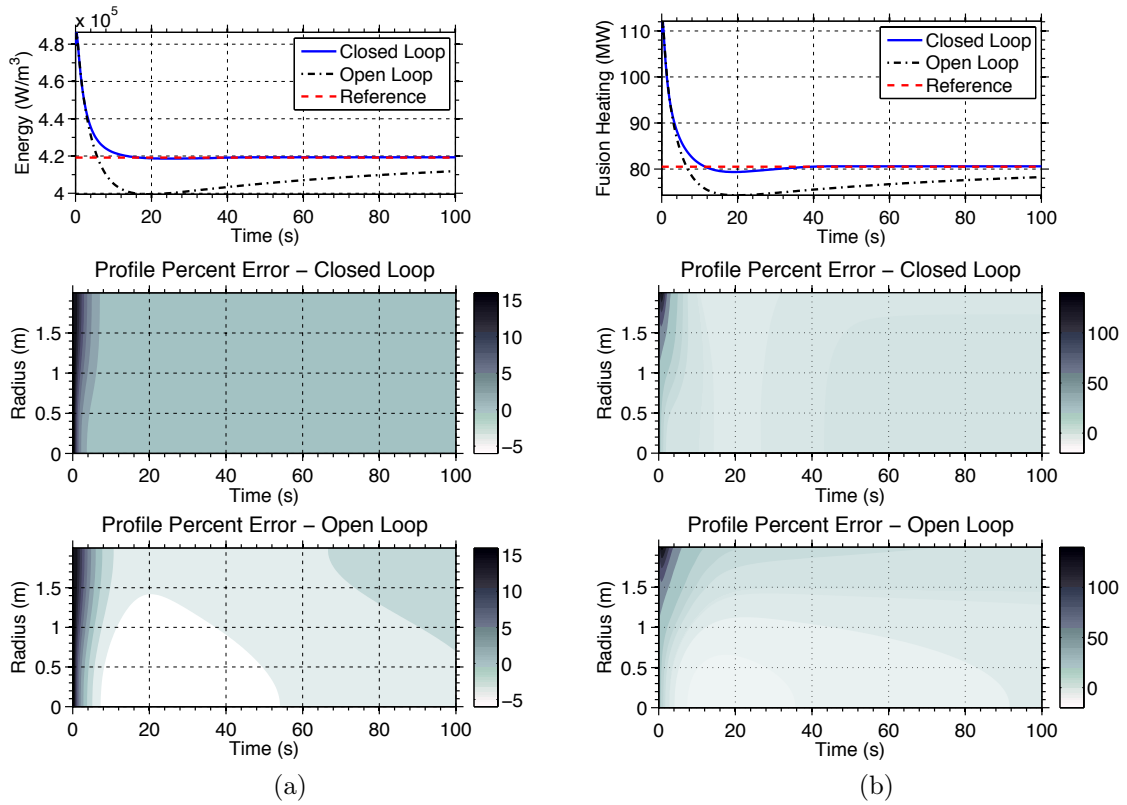 x 10⁵
4.8
4.6
4.4
4.2
4
Energy (W/m³)
Closed Loop
Open Loop
Reference
0 20 40 60 80 100
Time (s)
110
100
90
80
Fusion Heating (MW)
Closed Loop
Open Loop
Reference
0 20 40 60 80 100
Time (s)
Profile Percent Error – Closed Loop
1.5
1
0.5
0
Radius (m)
0 20 40 60 80 100
Time (s)
15
10
5
0
−5
Profile Percent Error – Closed Loop
1.5
1
0.5
0
Radius (m)
0 20 40 60 80 100
Time (s)
100
50
0
Profile Percent Error – Open Loop
1.5
1
0.5
0
Radius (m)
0 20 40 60 80 100
Time (s)
15
10
5
0
−5
Profile Percent Error – Open Loop
1.5
1
0.5
0
Radius (m)
0 20 40 60 80 100
Time (s)
100
50
0
(a)
(b)